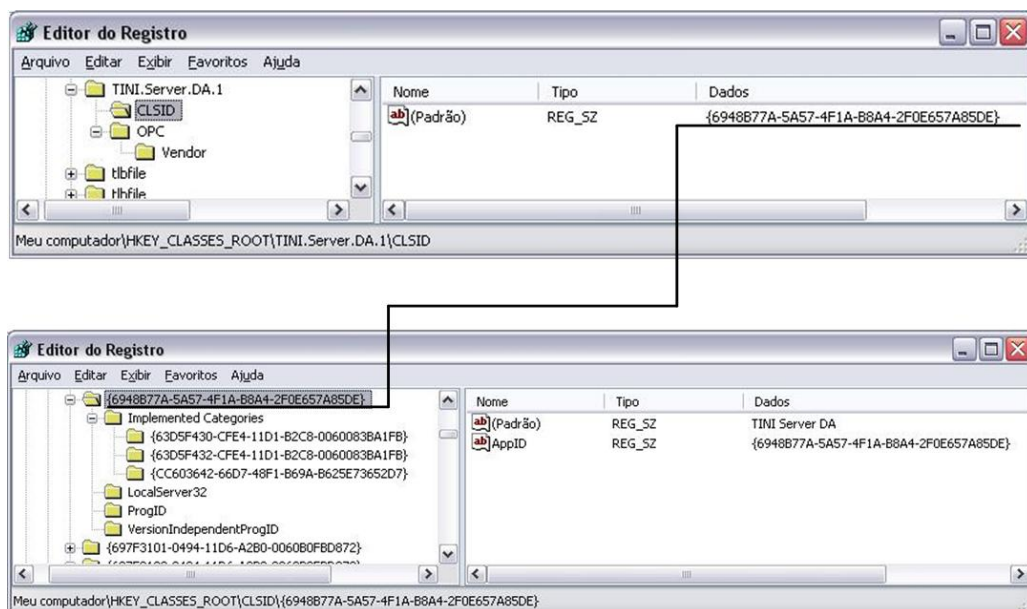 Editor do Registro
Arquivo Editar Exibir Favoritos Ajuda
TINI.Server.DA.1
CLSID
OPC
Vendor
tlbfile
tlbfile
Nome Tipo Dados
ab (Padrão) REG_SZ {6948B77A-5A57-4F1A-B8A4-2F0E657A85DE}
Meu computador\HKEY_CLASSES_ROOT\TINI.Server.DA.1\CLSID
Editor do Registro
Arquivo Editar Exibir Favoritos Ajuda
{6948B77A-5A57-4F1A-B8A4-2F0E657A85DE}
Implemented Categories
{63D5F430-CFE4-11D1-B2C8-0060083BA1FB}
{63D5F432-CFE4-11D1-B2C8-0060083BA1FB}
{CC603642-66D7-48F1-B69A-B625E73652D7}
LocalServer32
ProgID
VersionIndependentProgID
{697F3101-0494-11D6-A2B0-0060B0FBD872}
Nome Tipo Dados
ab (Padrão) REG_SZ TINI Server DA
ab AppID REG_SZ {6948B77A-5A57-4F1A-B8A4-2F0E657A85DE}
Meu computador\HKEY_CLASSES_ROOT\CLSID\{6948B77A-5A57-4F1A-B8A4-2F0E657A85DE}